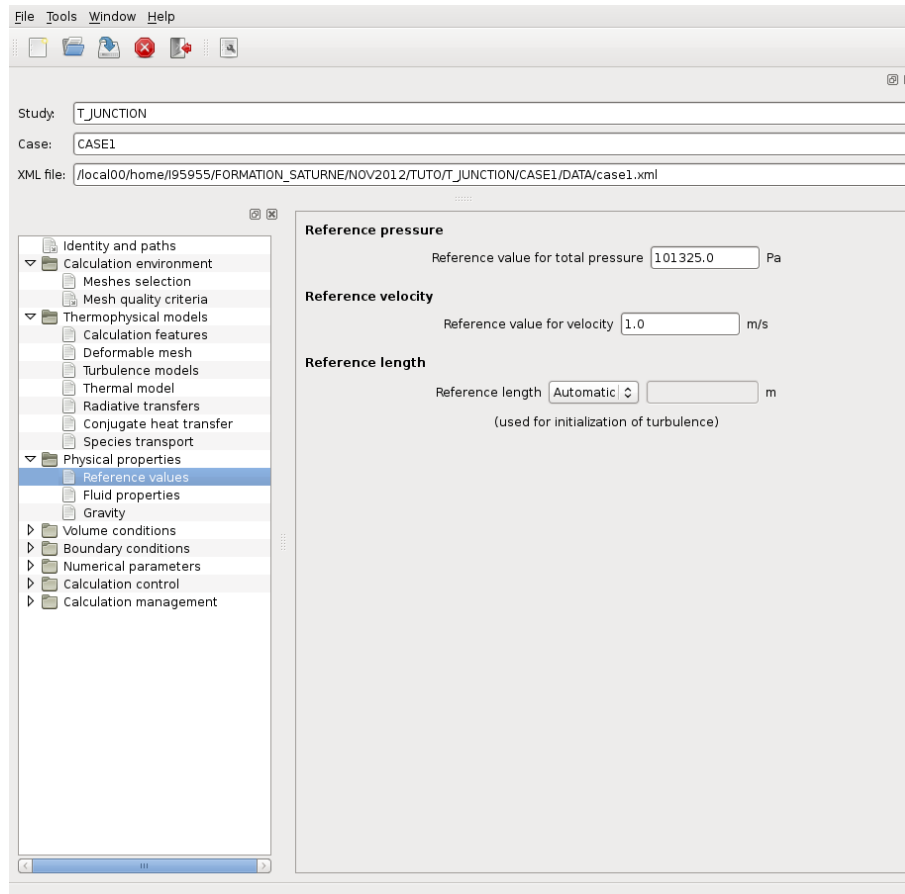 File Tools Window Help
Study: T_JUNCTION
Case: CASE1
XML file: /local00/home/I95955/FORMATION_SATURNE/NOV2012/TUTO/T_JUNCTION/CASE1/DATA/case1.xml
Identity and paths
Calculation environment
Meshes selection
Mesh quality criteria
Thermophysical models
Calculation features
Deformable mesh
Turbulence models
Thermal model
Radiative transfers
Conjugate heat transfer
Species transport
Physical properties
Reference values
Fluid properties
Gravity
Volume conditions
Boundary conditions
Numerical parameters
Calculation control
Calculation management
Reference pressure
Reference value for total pressure 101325.0 Pa
Reference velocity
Reference value for velocity 1.0 m/s
Reference length
Reference length Automatic m
(used for initialization of turbulence)